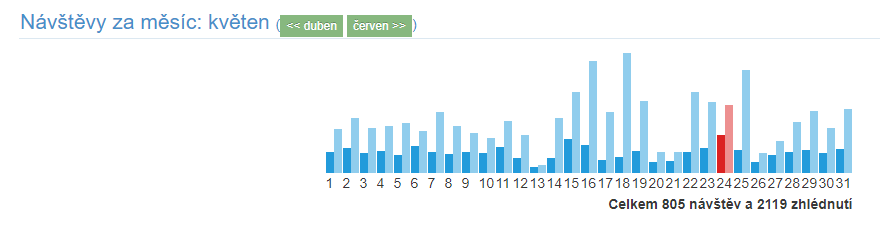 Návštěvy za měsíc: květen (<< duben červen >>)
1 2 3 4 5 6 7 8 9 10 11 12 13 14 15 16 17 18 19 20 21 22 23 24 25 26 27 28 29 30 31
Celkem 805 návštěv a 2119 zhlédnutí